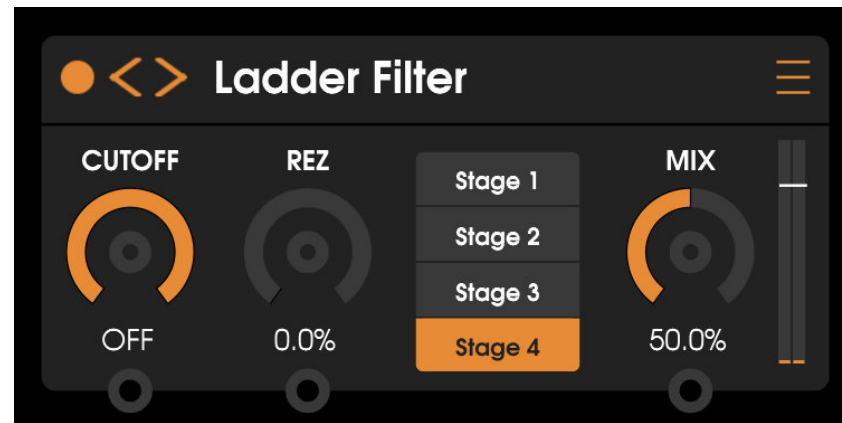 Ladder Filter
CUTOFF
REZ
MIX
Stage 1
Stage 2
Stage 3
Stage 4
OFF
0.0%
50.0%